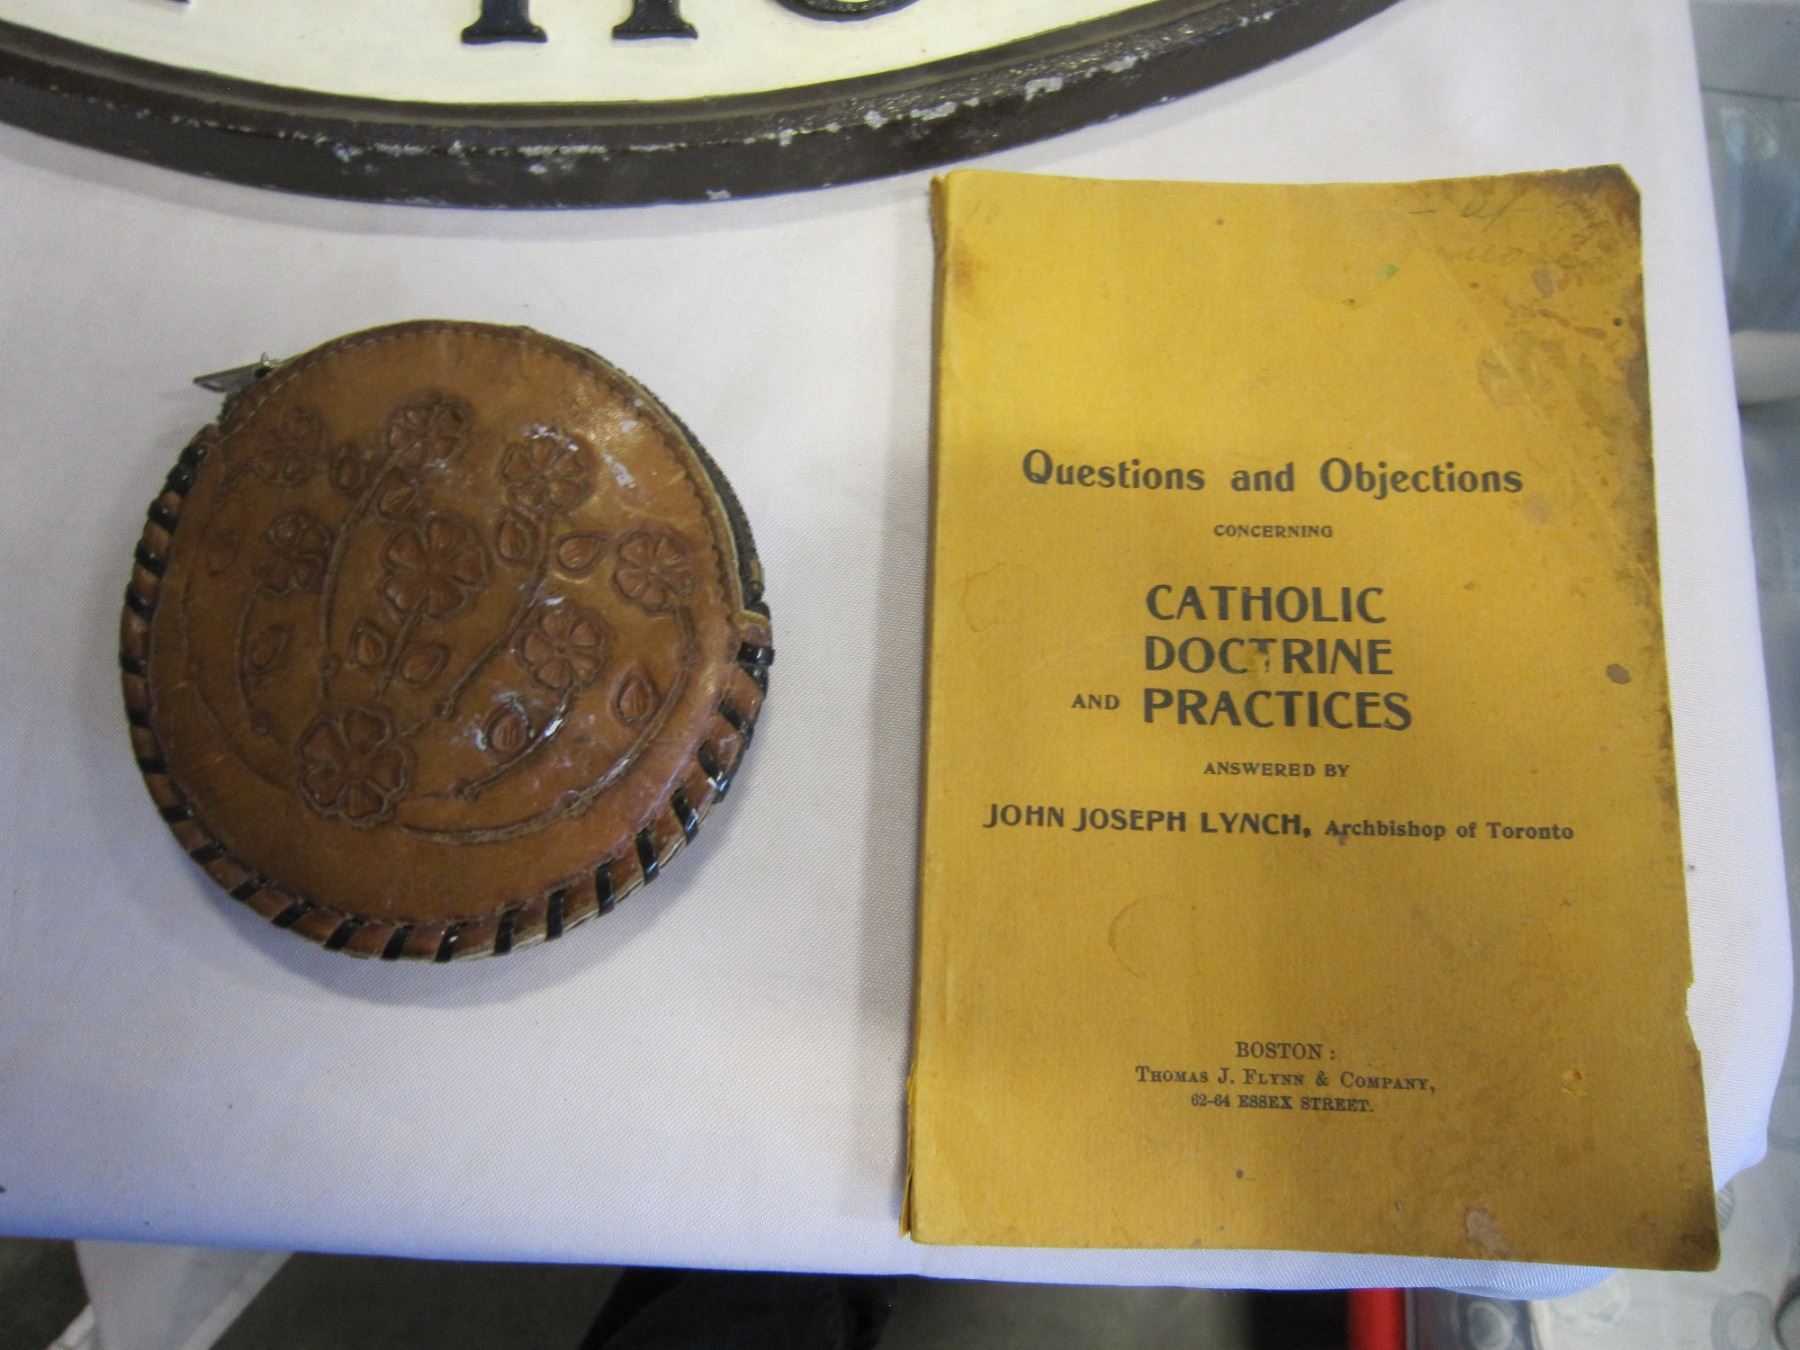 Questions and Objections
CONCERNING
CATHOLIC
DOCTRINE
AND PRACTICES
ANSWERED BY
JOHN JOSEPH LYNCH, Archbishop of Toronto
BOSTON:
THOMAS J. FLYNN & COMPANY,
62-64 ESSEX STREET.